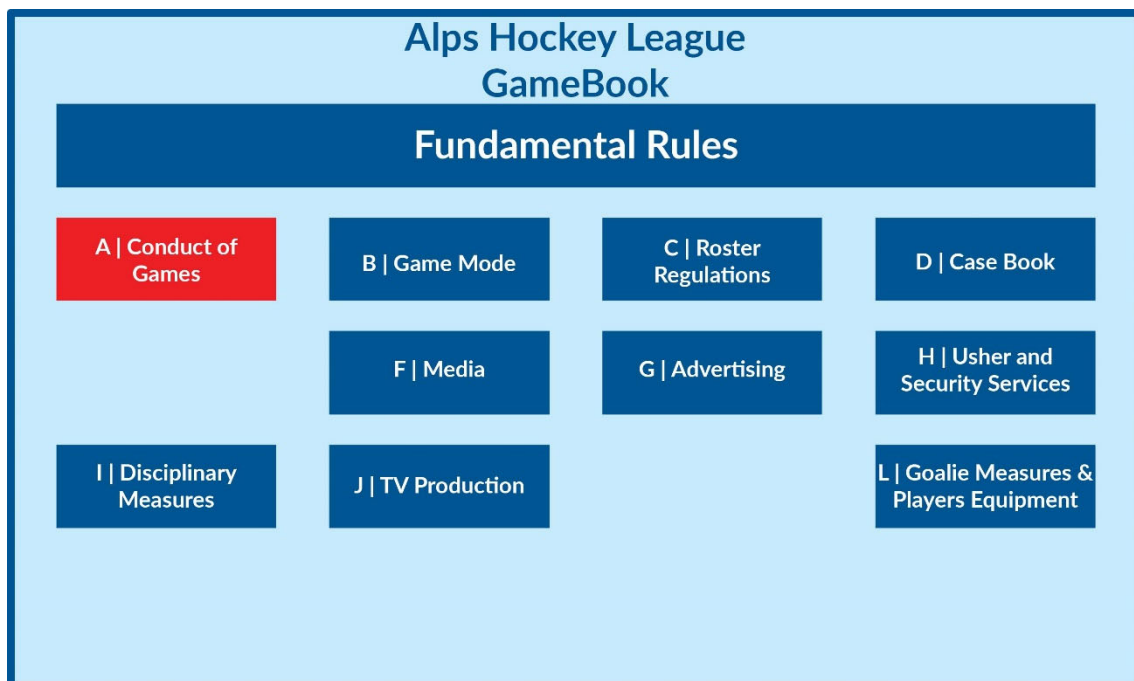 Alps Hockey League
GameBook
Fundamental Rules
A | Conduct of
Games
B | Game Mode
C | Roster
Regulations
D | Case Book
F | Media
G | Advertising
H | Usher and
Security Services
I | Disciplinary
Measures
J | TV Production
L | Goalie Measures &
Players Equipment